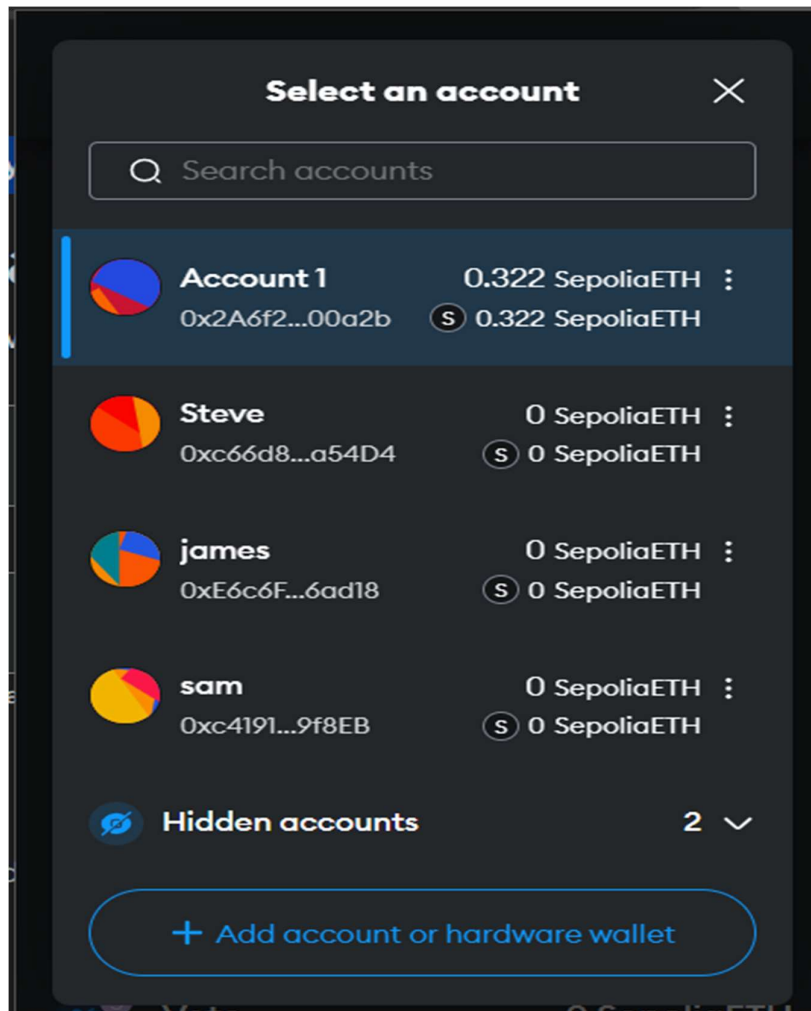 Select an account
Search accounts
Account 1 0.322 SepoliaETH
0x2A6f2...00a2b S 0.322 SepoliaETH
Steve 0 SepoliaETH
0xc66d8...a54D4 S 0 SepoliaETH
james 0 SepoliaETH
0xE6c6F...6ad18 S 0 SepoliaETH
sam 0 SepoliaETH
0xc4191...9f8EB S 0 SepoliaETH
Hidden accounts 2
+ Add account or hardware wallet